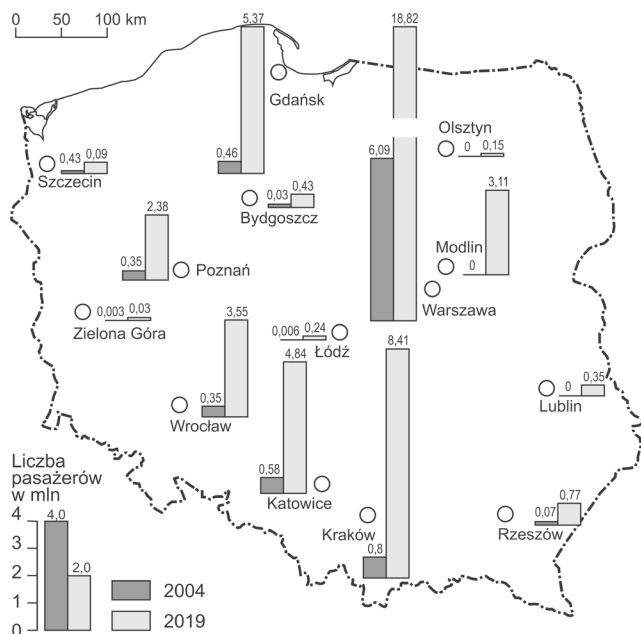 0 50 100 km
5,37
0,46
Gdańsk
18,82
6,09
Warszawa
Olsztyn
0 0,15
0,43 0,09
Szczecin
0,03 0,43
Bydgoszcz
3,11
Modlin
0
2,38
0,35
Poznań
0,003 0,03
Zielona Góra
3,55
0,35
Wrocław
0,006 0,24
Łódź
4,84
0,58
Katowice
8,41
0,8
Kraków
0 0,35
Lublin
0,77
0,07
Rzeszów
Liczba
pasażerów
w mln
4
3
2
1
0
4,0
2,0
2004
2019